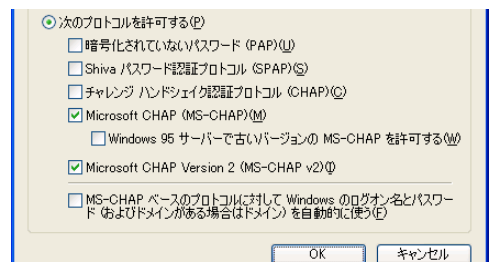 次のプロトコルを許可する(P)
暗号化されていないパスワード (PAP)(U)
Shiva パスワード認証プロトコル (SPAP)(S)
チャレンジ ハンドシェイク認証プロトコル (CHAP)(C)
Microsoft CHAP (MS-CHAP)(M)
Windows 95 サーバーで古いバージョンの MS-CHAP を許可する(W)
Microsoft CHAP Version 2 (MS-CHAP v2)(I)
MS-CHAP ベースのプロトコルに対して Windows のログオン名とパスワー
ド (およびドメインがある場合はドメイン) を自動的に使う(F)
OK
キャンセル